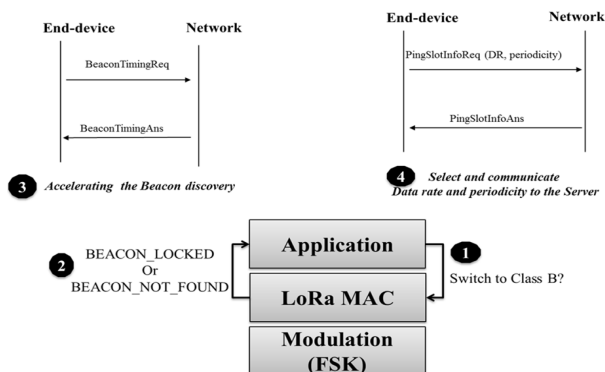 End-device Network
BeaconTimingReq
BeaconTimingAns
3 Accelerating the Beacon discovery
End-device Network
PingSlotInfoReq (DR, periodicity)
PingSlotInfoAns
4 Select and communicate
Data rate and periodicity to the Server
2 BEACON_LOCKED
Or
BEACON_NOT_FOUND
Application
LoRa MAC
Modulation
(FSK)
1
Switch to Class B?